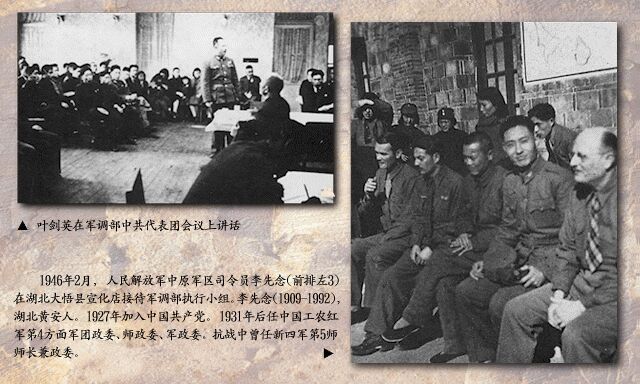 ▲ 叶剑英在军调部中共代表团会议上讲话
1946年2月，人民解放军中原军区司令员李先念(前排左3)
在湖北大悟县宣化店接待军调部执行小组。李先念(1909-1992)，
湖北黄安人。1927年加入中国共产党。1931年后任中国工农红
军第4方面军团政委、师政委、军政委。抗战中曾任新四军第5师
师长兼政委。 ▶